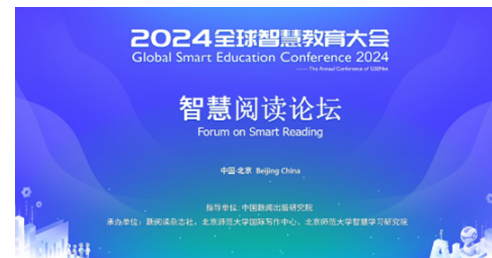 2024全球智慧教育大会
Global Smart Education Conference 2024
—— The Annual Conference of GSENet
智慧阅读论坛
Forum on Smart Reading
中国·北京 Beijing China
指导单位: 中国新闻出版研究院
承办单位: 新阅读杂志社、北京师范大学国际写作中心、北京师范大学智慧学习研究院